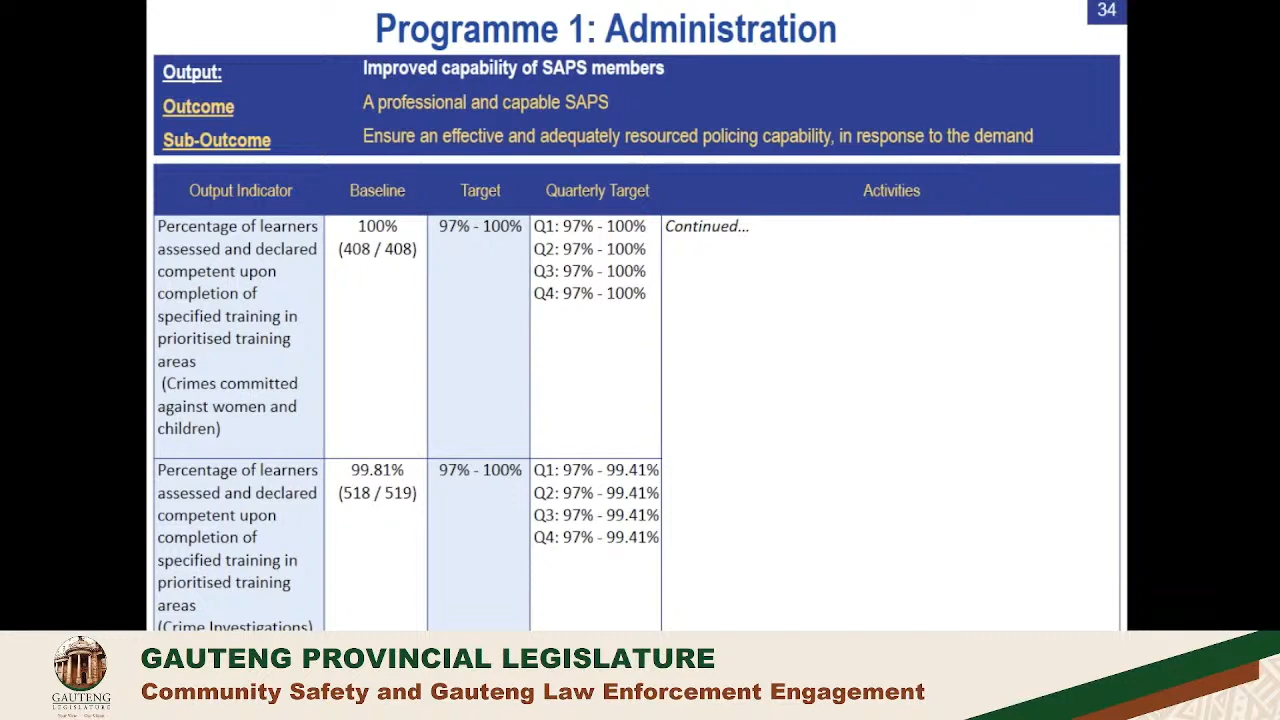 34
Programme 1: Administration
Output: Improved capability of SAPS members
Outcome A professional and capable SAPS
Sub-Outcome Ensure an effective and adequately resourced policing capability, in response to the demand
Output Indicator Baseline Target Quarterly Target Activities
Percentage of learners
assessed and declared
competent upon
completion of
specified training in
prioritised training
areas
(Crimes committed
against women and
children)
100%
(408 / 408)
97% - 100%
Q1: 97% - 100%
Q2: 97% - 100%
Q3: 97% - 100%
Q4: 97% - 100%
Continued...
Percentage of learners
assessed and declared
competent upon
completion of
specified training in
prioritised training
areas
(Crime Investigations)
99.81%
(518 / 519)
97% - 100%
Q1: 97% - 99.41%
Q2: 97% - 99.41%
Q3: 97% - 99.41%
Q4: 97% - 99.41%
GAUTENG PROVINCIAL LEGISLATURE
Community Safety and Gauteng Law Enforcement Engagement
GAUTENG
LEGISLATURE